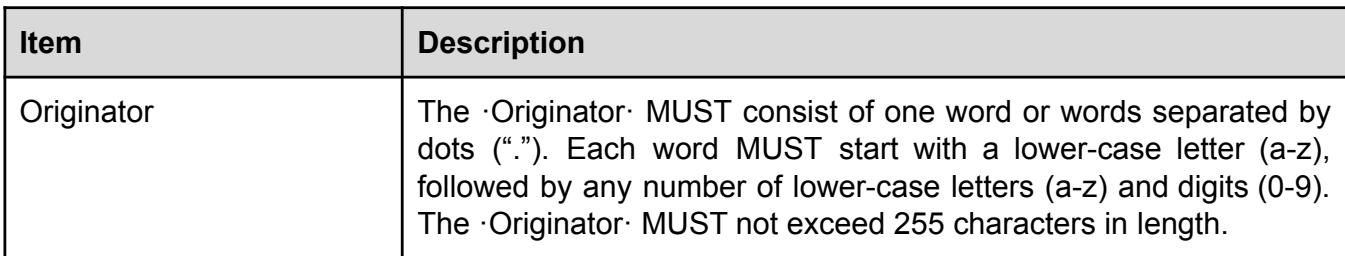 Item
Description
Originator
The ·Originator· MUST consist of one word or words separated by
dots (“.”). Each word MUST start with a lower-case letter (a-z),
followed by any number of lower-case letters (a-z) and digits (0-9).
The ·Originator· MUST not exceed 255 characters in length.